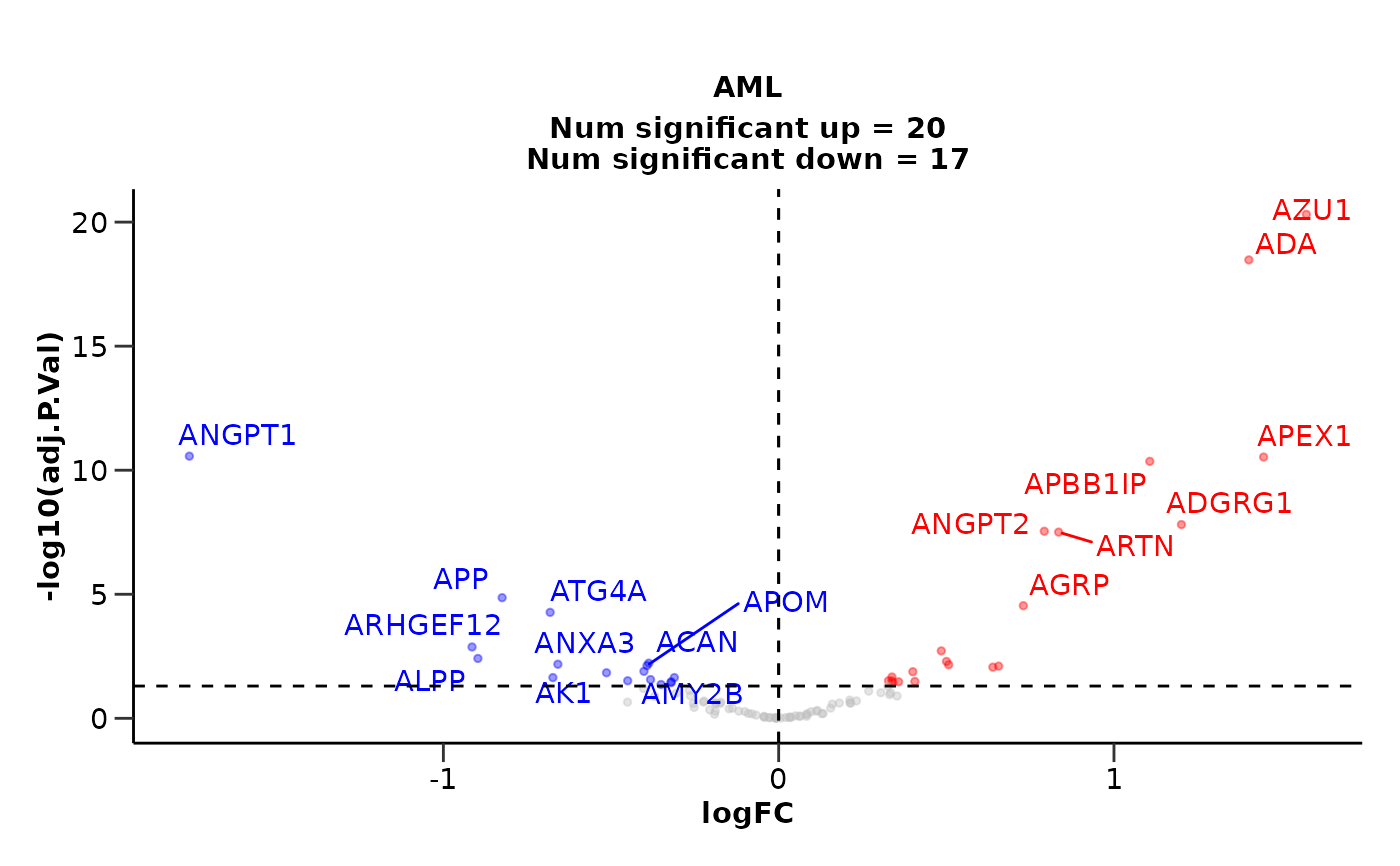 AML
Num significant up = 20
Num significant down = 17
-log10(adj.P.Val)
20
15
10
5
0
AZU1
ADA
ANGPT1
APEX1
APBB1IP
ADGRG1
ANGPT2
ARTN
APP
ATG4A
AGRP
APOM
ARHGEF12
ANXA3
ACAN
ALPP
AK1
AMY2B
-1
0
1
logFC